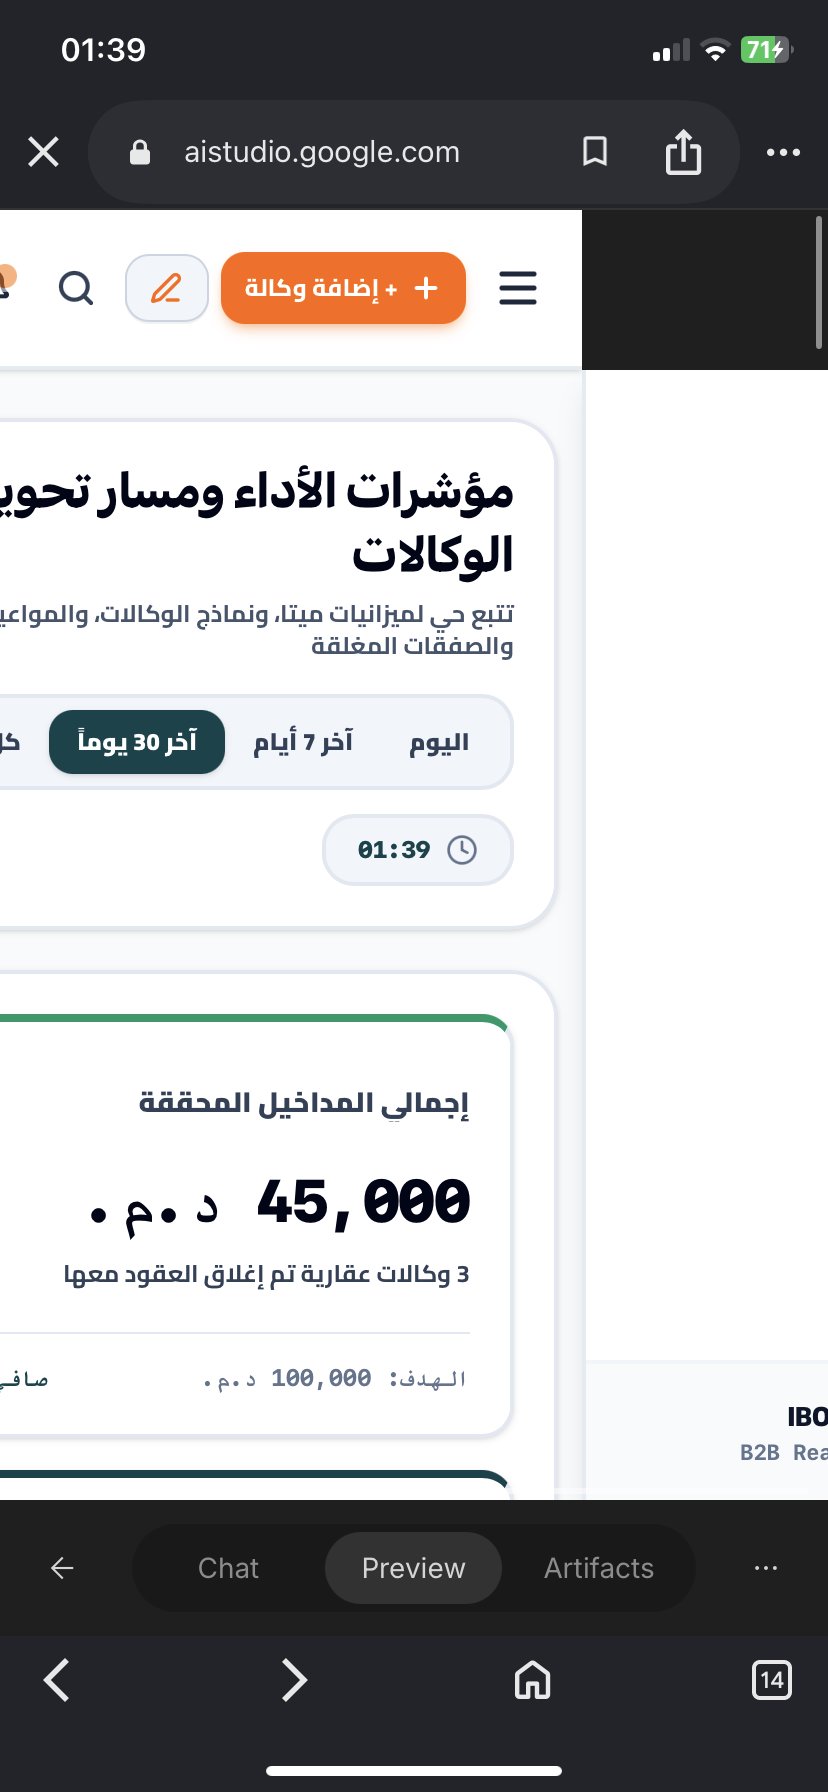 01:39
71
aistudio.google.com
+ إضافة وكالة
مؤشرات الأداء ومسار
الوكالات
تتبع حي لميزانيات ميتا، ونماذج الوكالات،
والصفقات المغلقة
اليوم
آخر 7 أيام
آخر 30 يوماً
01:39
إجمالي المداخيل المحققة
45,000 د.م.
3 وكالات عقارية تم إغلاق العقود معها
الهدف: 100,000 د.م.
B2B
Chat
Preview
Artifacts
14